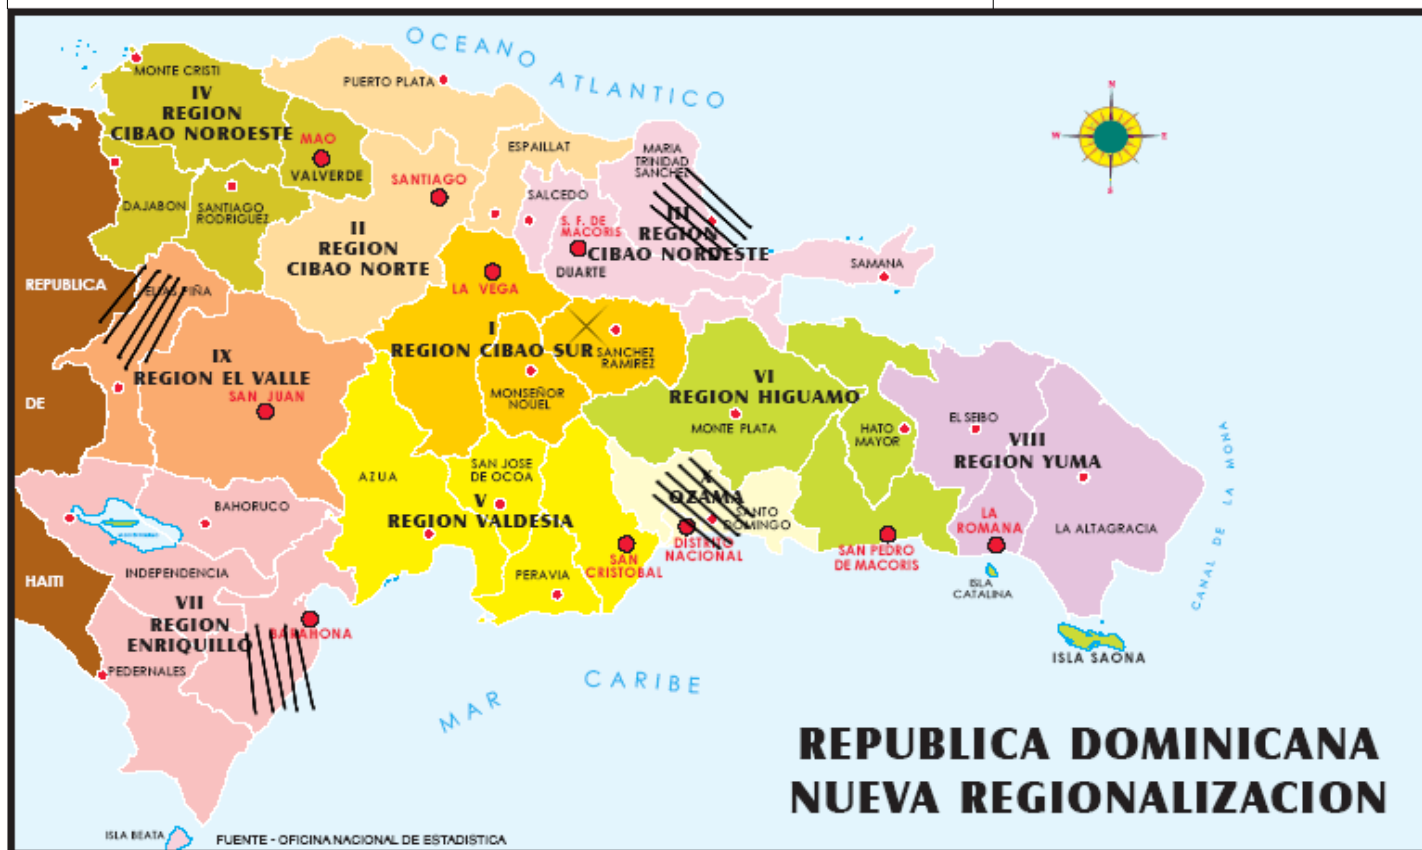 OCEANO ATLANTICO
MONTE CRISTI
PUERTO PLATA
N
W
E
S
IV
REGION
CIBAO NOROESTE
MAO
VALVERDE
ESPAILLAT
MARIA
TRINIDAD
SANCHEZ
SANTIAGO
SALCEDO
DAJABON
SANTIAGO
RODRIGUEZ
II
REGION
CIBAO NORTE
S. F. DE
MACORIS
DUARTE
III
REGION
CIBAO NORDESTE
SAMANA
REPUBLICA
ELIAS PIÑA
LA VEGA
I
REGION CIBAO SUR
SANCHEZ
RAMIREZ
IX
REGION EL VALLE
SAN JUAN
MONSEÑOR
NOUEL
VI
REGION HIGUAMO
MONTE PLATA
DE
HATO
MAYOR
EL SEIBO
VIII
REGION YUMA
AZUA
SAN JOSE
DE OCOA
V
REGION VALDESIA
X
OZAMA
SANTO
DOMINGO
DISTRITO
NACIONAL
BAHORUCO
LA
ROMANA
LA ALTAGRACIA
CANAL DE LA MONA
SAN
CRISTOBAL
SAN PEDRO
DE MACORIS
HAITI
INDEPENDENCIA
PERAVIA
ISLA
CATALINA
VII
REGION
ENRIQUILLO
BARAHONA
PEDERNALES
ISLA SAONA
MAR CARIBE
REPUBLICA DOMINICANA
NUEVA REGIONALIZACION
ISLA BEATA
FUENTE - OFICINA NACIONAL DE ESTADISTICA